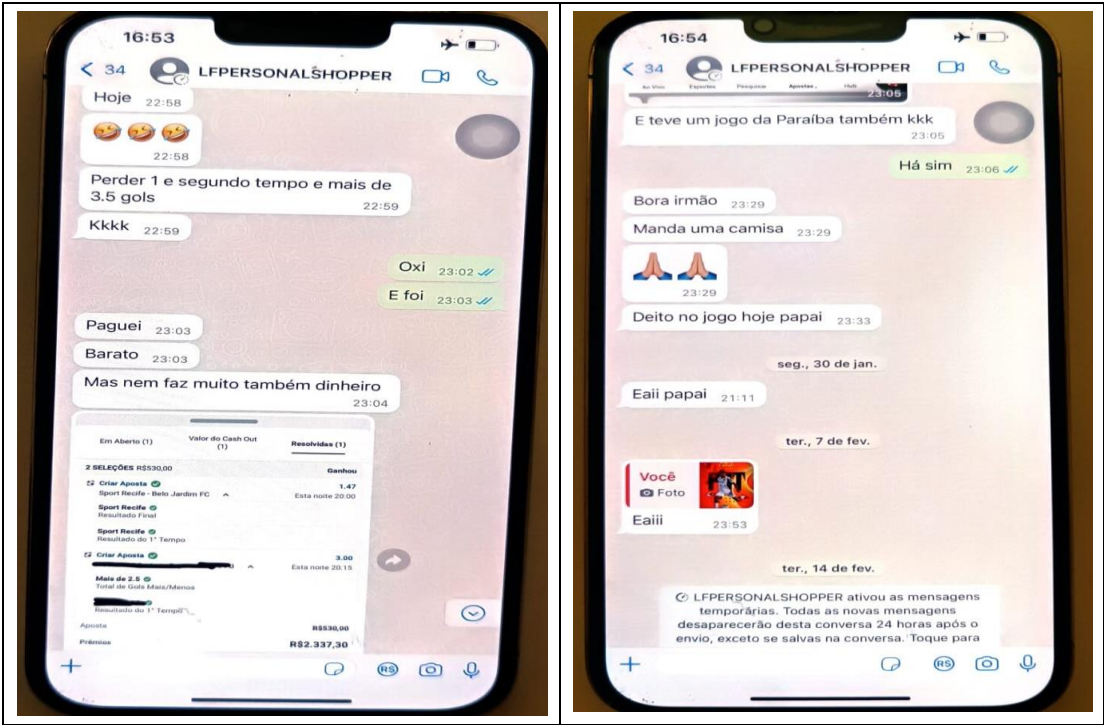 16:53
34
LFPERSONALSHOPPER
Hoje 22:58
22:58
Perder 1 e segundo tempo e mais de
3.5 gols
22:59
Kkkk 22:59
Oxi 23:02
E foi 23:03
Paguei 23:03
Barato 23:03
Mas nem faz muito também dinheiro
23:04
Em Aberto (1)
Valor do Cash Out
(1)
Resolvidas (1)
2 SELEÇÕES R$530,00 Ganhou
Criar Aposta 1.47
Sport Recife - Belo Jardim FC Esta noite 20:00
Sport Recife
Resultado Final
Sport Recife
Resultado do 1° Tempo
Criar Aposta 3.00
Esta noite 20.15
Mais de 2.5
Total de Gols Mais/Menos
Resultado do 1° Tempo
Aposta R$530,00
Prêmios R$2.337,30
R$
16:54
34
LFPERSONALSHOPPER
Ao Vivo Esportes Pesquisar Apostas Hub
23:05
E teve um jogo da Paraíba também kkk
23:05
Há sim 23:06
Bora irmão 23:29
Manda uma camisa 23:29
23:29
Deito no jogo hoje papai 23:33
seg., 30 de jan.
Eaii papai 21:11
ter., 7 de fev.
Você
Foto
Eaiii 23:53
ter., 14 de fev.
LFPERSONALSHOPPER ativou as mensagens
temporárias. Todas as novas mensagens
desaparecerão desta conversa 24 horas após o
envio, exceto se salvas na conversa. Toque para
R$